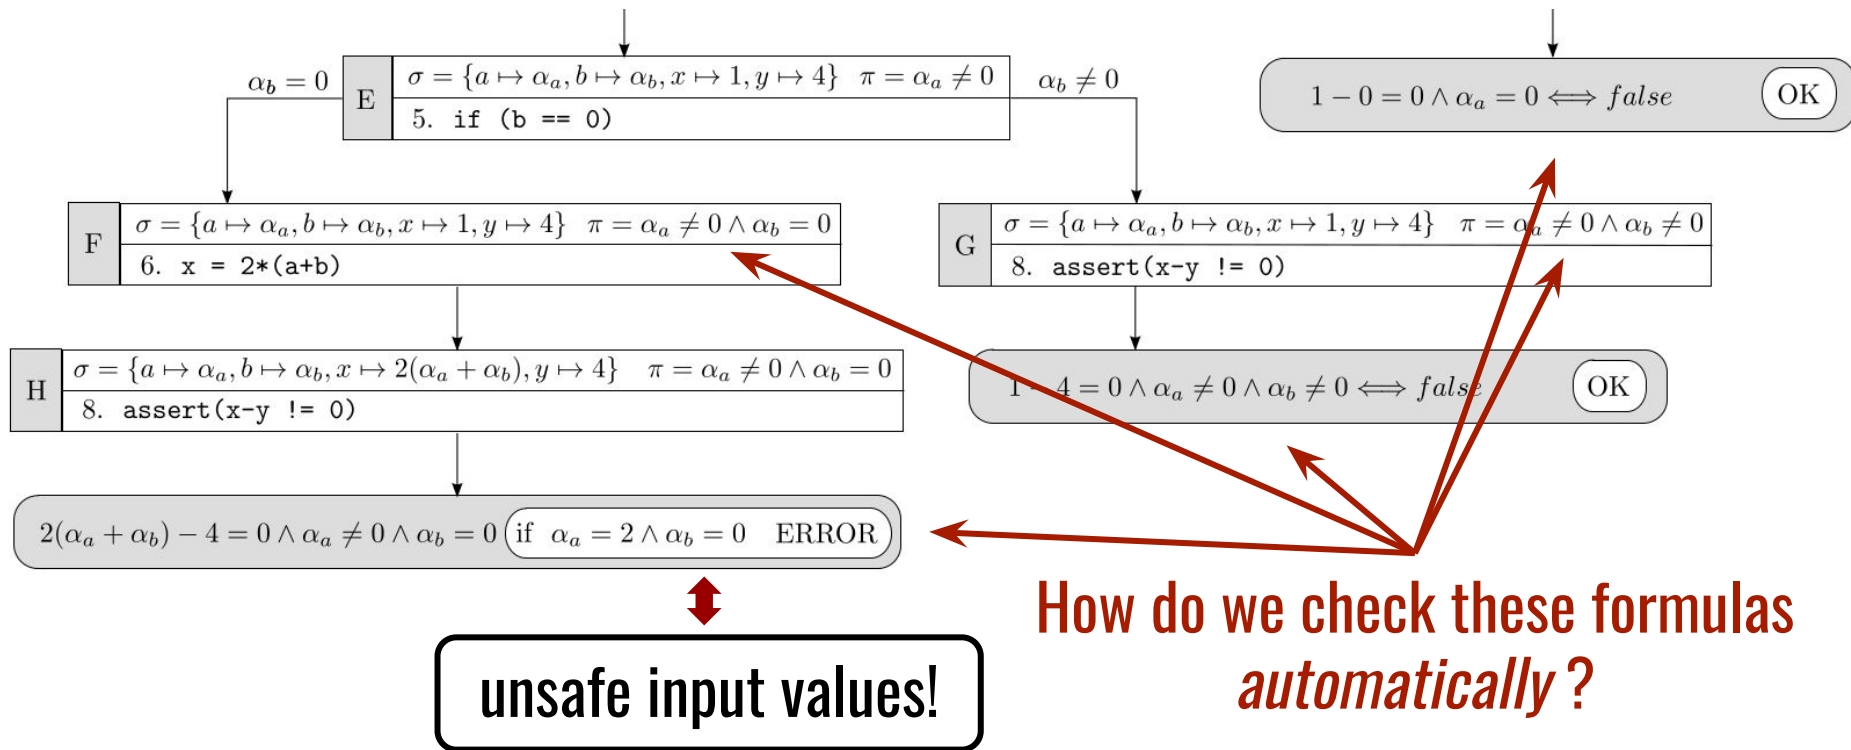 α_b = 0
E
σ = {a ↦ α_a, b ↦ α_b, x ↦ 1, y ↦ 4} π = α_a ≠ 0
5. if (b == 0)
α_b ≠ 0
1 − 0 = 0 ∧ α_a = 0 ⟺ false
OK
F
σ = {a ↦ α_a, b ↦ α_b, x ↦ 1, y ↦ 4} π = α_a ≠ 0 ∧ α_b = 0
6. x = 2*(a+b)
G
σ = {a ↦ α_a, b ↦ α_b, x ↦ 1, y ↦ 4} π = α_a ≠ 0 ∧ α_b ≠ 0
8. assert(x-y != 0)
H
σ = {a ↦ α_a, b ↦ α_b, x ↦ 2(α_a + α_b), y ↦ 4} π = α_a ≠ 0 ∧ α_b = 0
8. assert(x-y != 0)
1 − 4 = 0 ∧ α_a ≠ 0 ∧ α_b ≠ 0 ⟺ false
OK
2(α_a + α_b) − 4 = 0 ∧ α_a ≠ 0 ∧ α_b = 0
if α_a = 2 ∧ α_b = 0 ERROR
unsafe input values!
How do we check these formulas
automatically ?